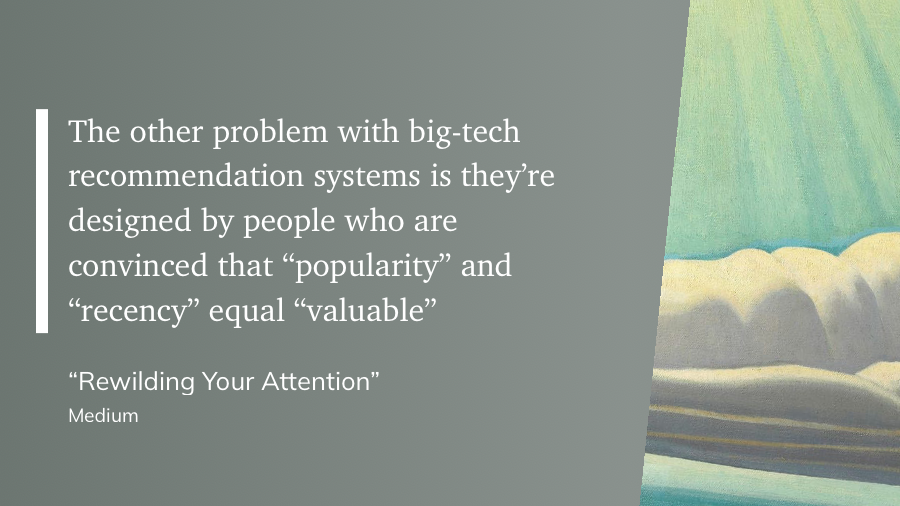 The other problem with big-tech
recommendation systems is they’re
designed by people who are
convinced that “popularity” and
“recency” equal “valuable”
“Rewilding Your Attention”
Medium